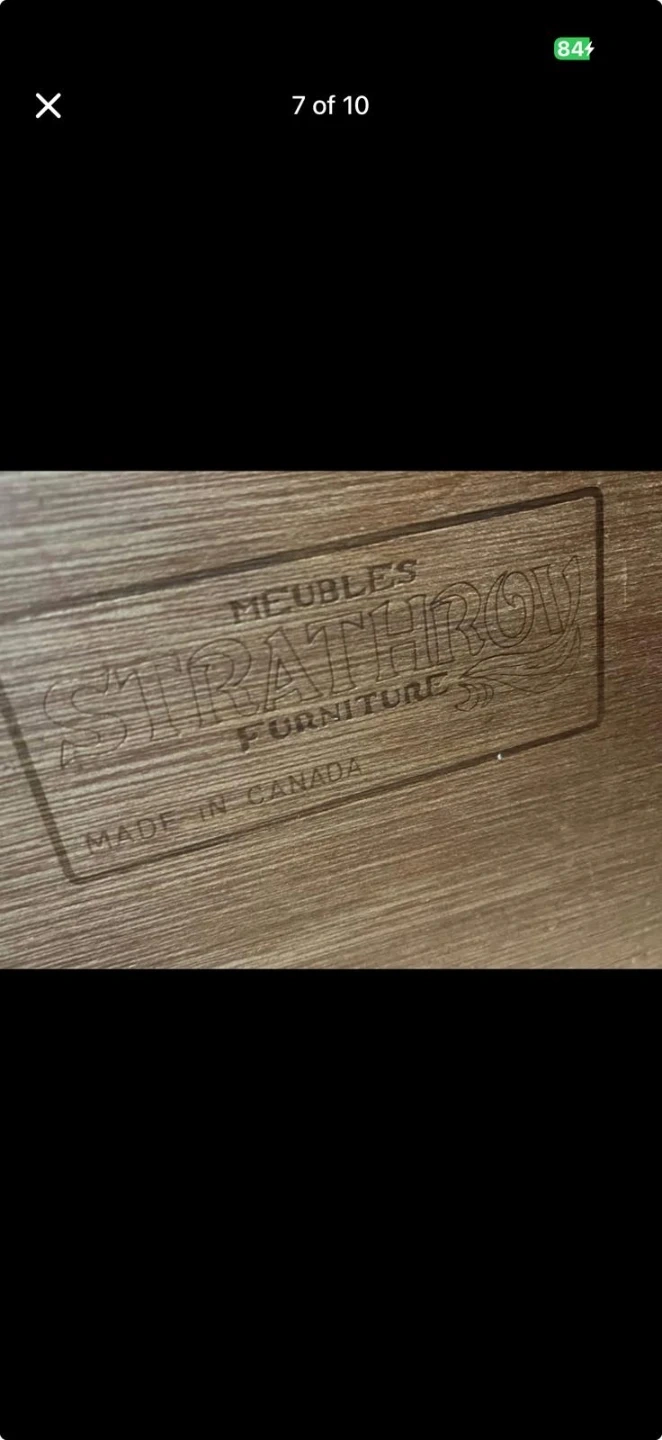 84
7 of 10
MEUBLES
STRATHROY
FURNITURE
MADE IN CANADA